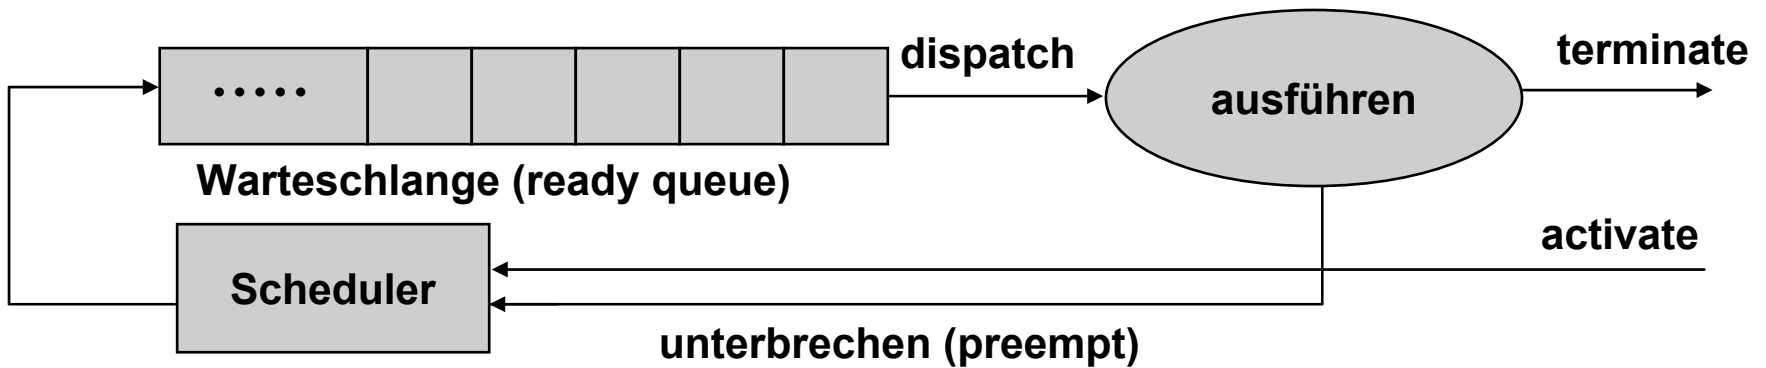 dispatch
terminate
.....
ausführen
Warteschlange (ready queue)
activate
Scheduler
unterbrechen (preempt)